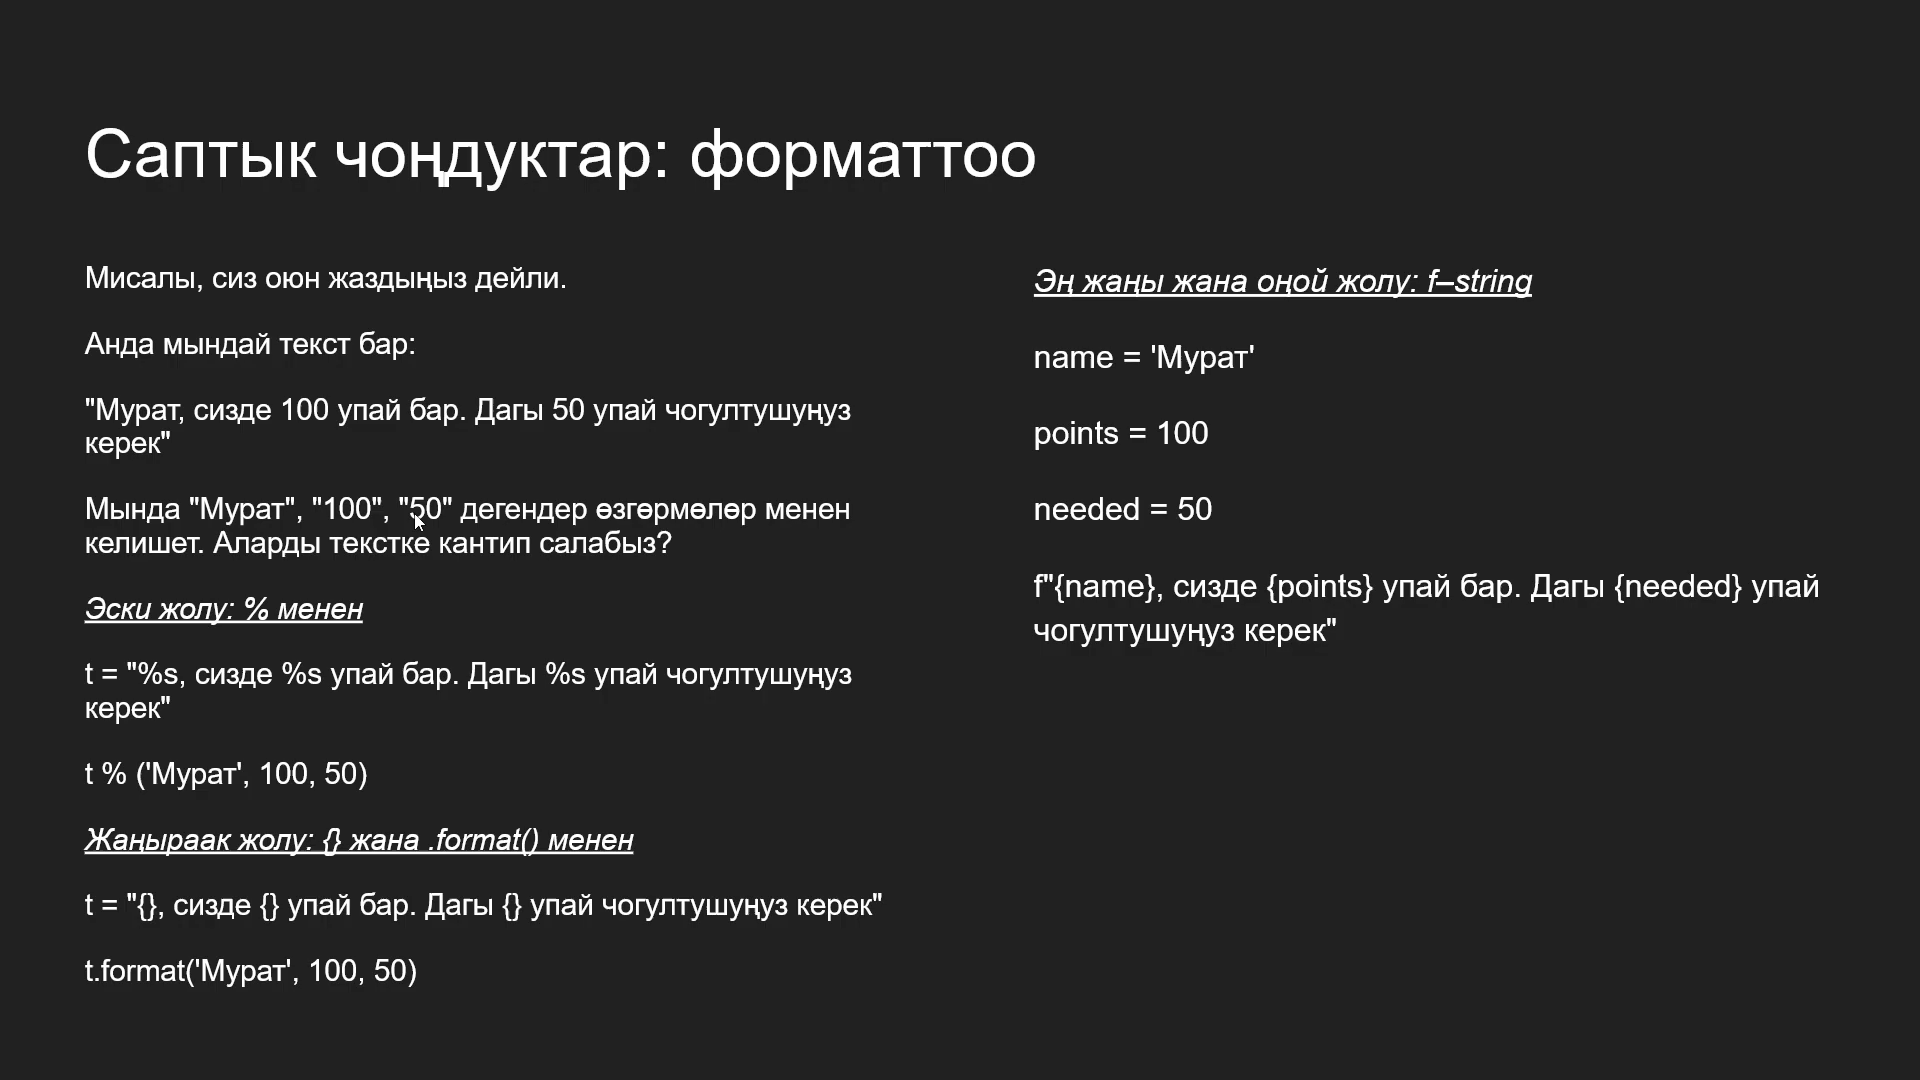 Саптык чоңдуктар: форматтоо
Мисалы, сиз оюн жаздыңыз дейли.
Анда мындай текст бар:
"Мурат, сизде 100 упай бар. Дагы 50 упай чогултушуңуз
керек"
Мында "Мурат", "100", "50" дегендер өзгөрмөлөр менен
келишет. Аларды текстке кантип салабыз?
Эски жолу: % менен
t = "%s, сизде %s упай бар. Дагы %s упай чогултушуңуз
керек"
t % ('Мурат', 100, 50)
Жаңыраак жолу: {} жана .format() менен
t = "{}, сизде {} упай бар. Дагы {} упай чогултушуңуз керек"
t.format('Мурат', 100, 50)
Эң жаңы жана оңой жолу: f–string
name = 'Мурат'
points = 100
needed = 50
f"{name}, сизде {points} упай бар. Дагы {needed} упай
чогултушуңуз керек"